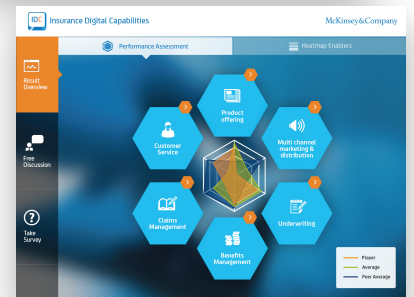 IDC Insurance Digital Capabilities
McKinsey&Company
Performance Assessment
Heatmap Enablers
Result
Overview
Free
Discussion
?
Take
Survey
Product
offering
Customer
Service
Multi channel
marketing &
distribution
Claims
Management
Underwriting
Benefits
Management
Player
Average
Peer Average